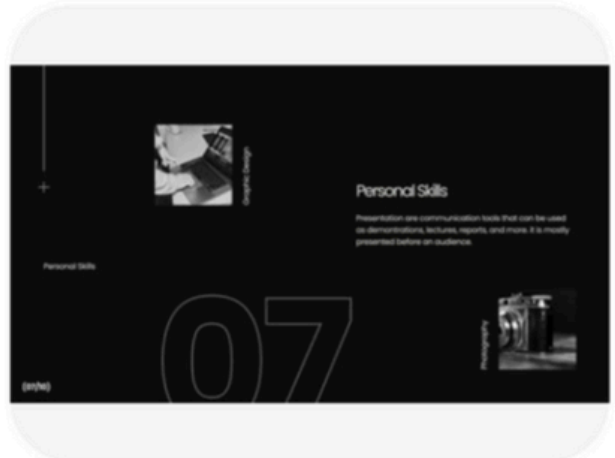 Graphic Design
Personal Skills
Presentation are communication tools that can be used
as demontrations, lectures, reports, and more. It is mostly
presented before an audience.
Personal Skills
07
Photography